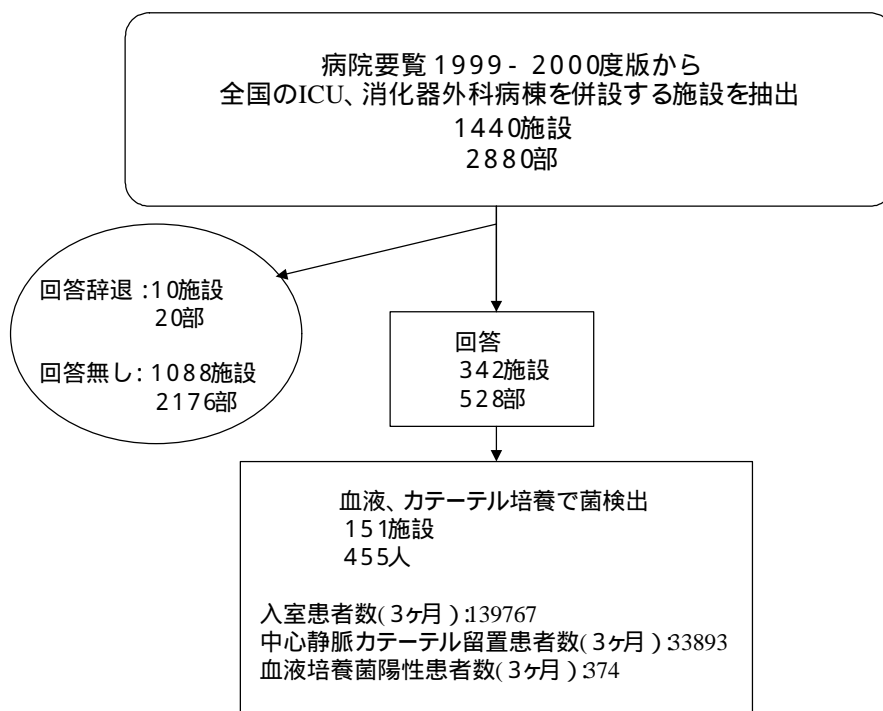 病院要覧1999-2000度版から
全国のICU、消化器外科病棟を併設する施設を抽出
1440施設
2880部
回答辞退:10施設
20部
回答無し:1088施設
2176部
回答
342施設
528部
血液、カテーテル培養で菌検出
151施設
455人
入室患者数(3ヶ月):139767
中心静脈カテーテル留置患者数(3ヶ月):33893
血液培養菌陽性患者数(3ヶ月):374